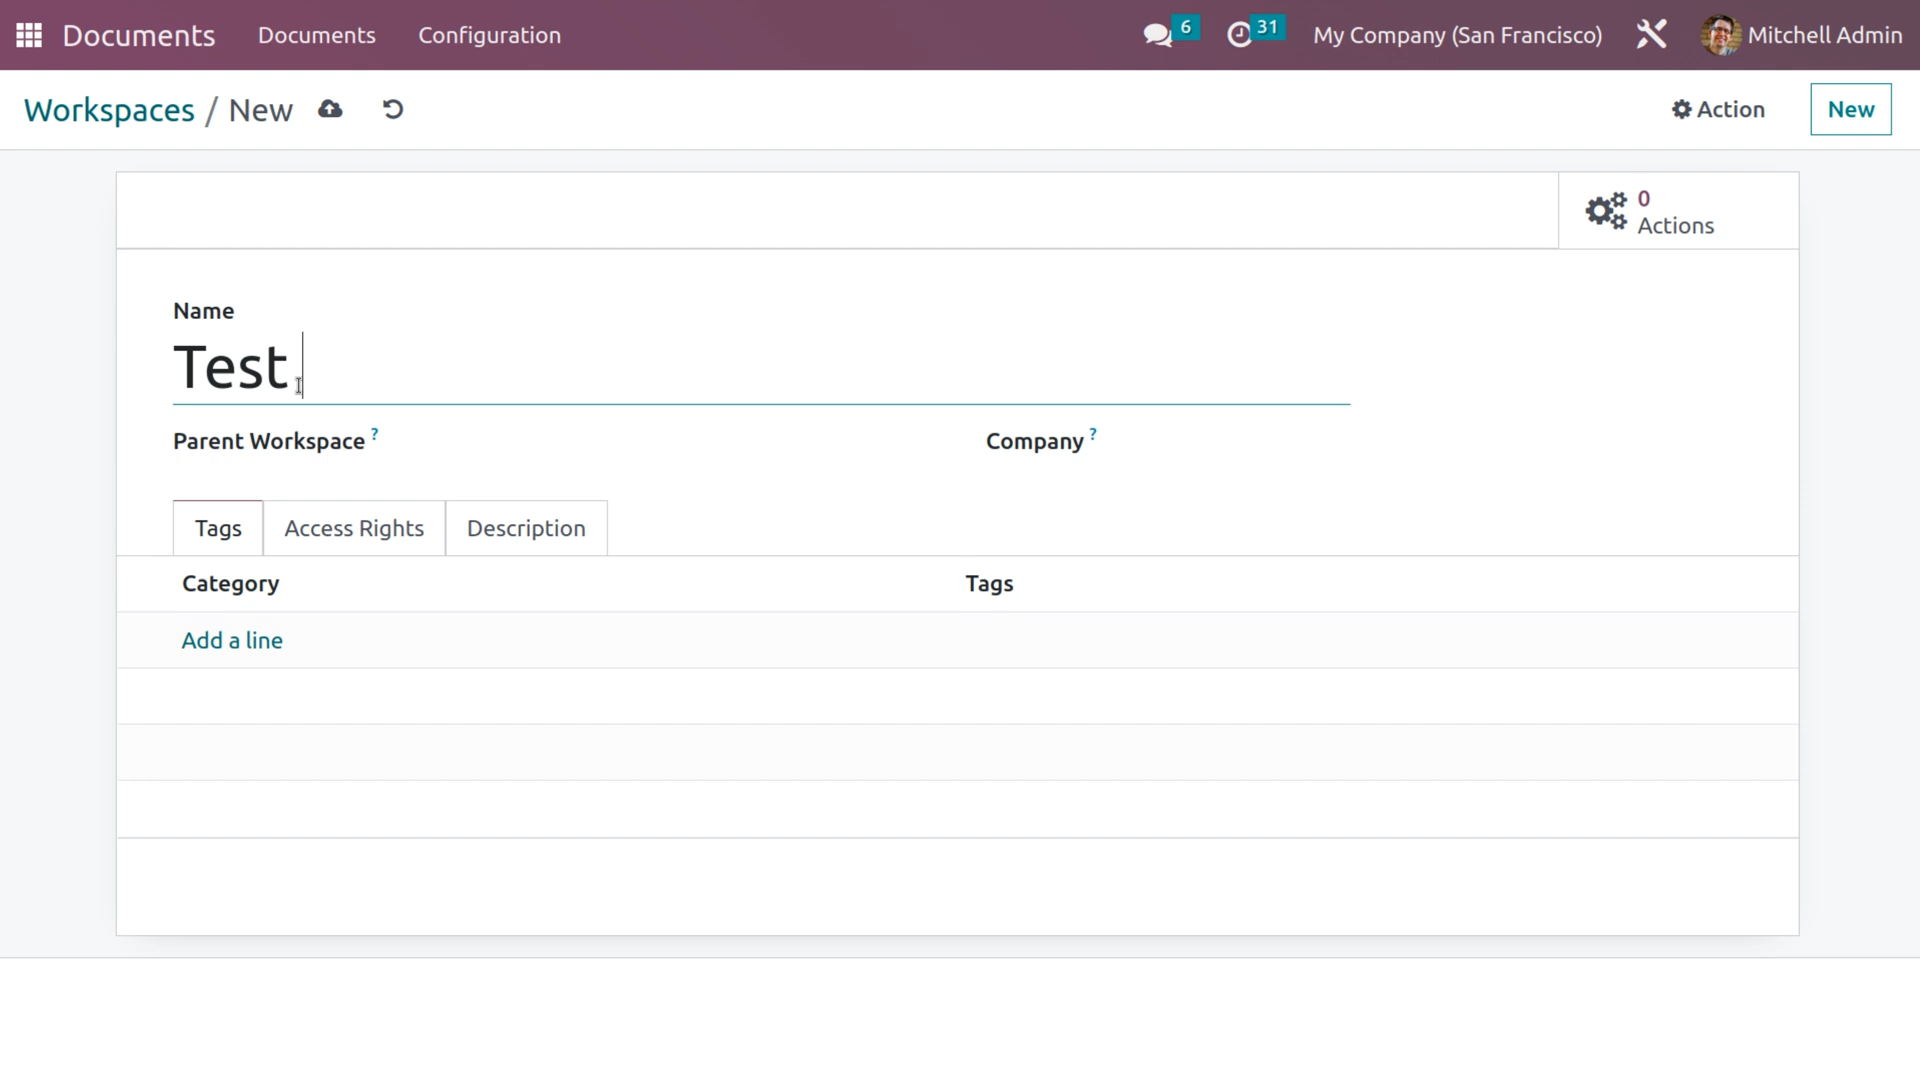 Documents Documents Configuration 6 31 My Company (San Francisco) Mitchell Admin
Workspaces / New Action New
0
Actions
Name
Test
Parent Workspace ? Company ?
Tags Access Rights Description
Category Tags
Add a line